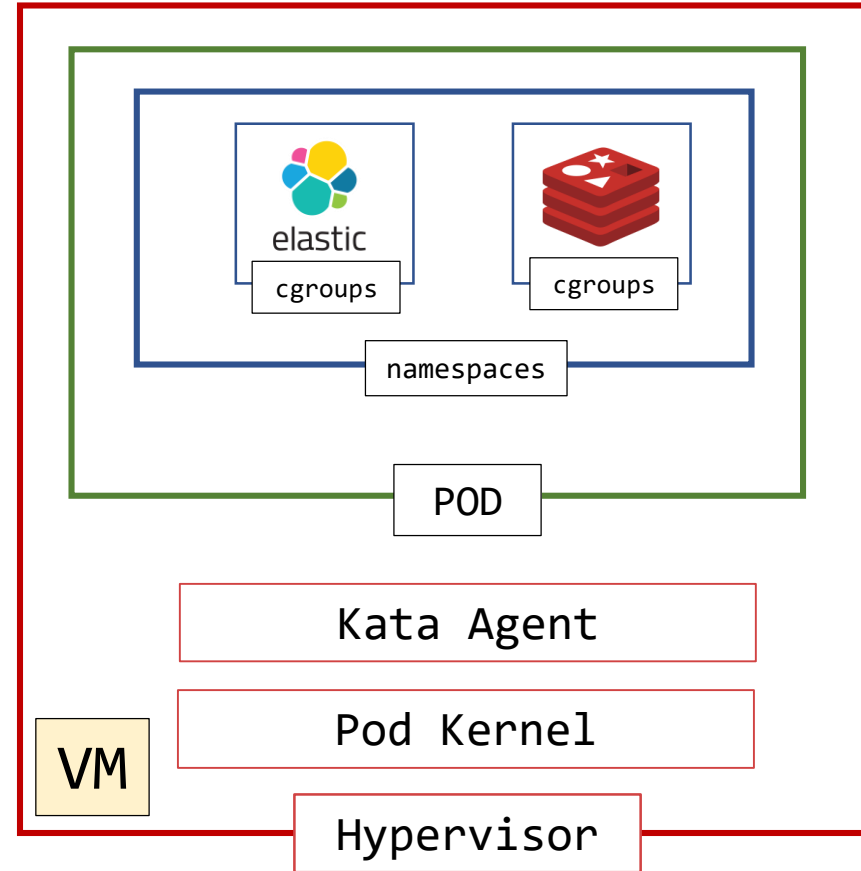 elastic
cgroups
cgroups
namespaces
POD
Kata Agent
Pod Kernel
VM
Hypervisor